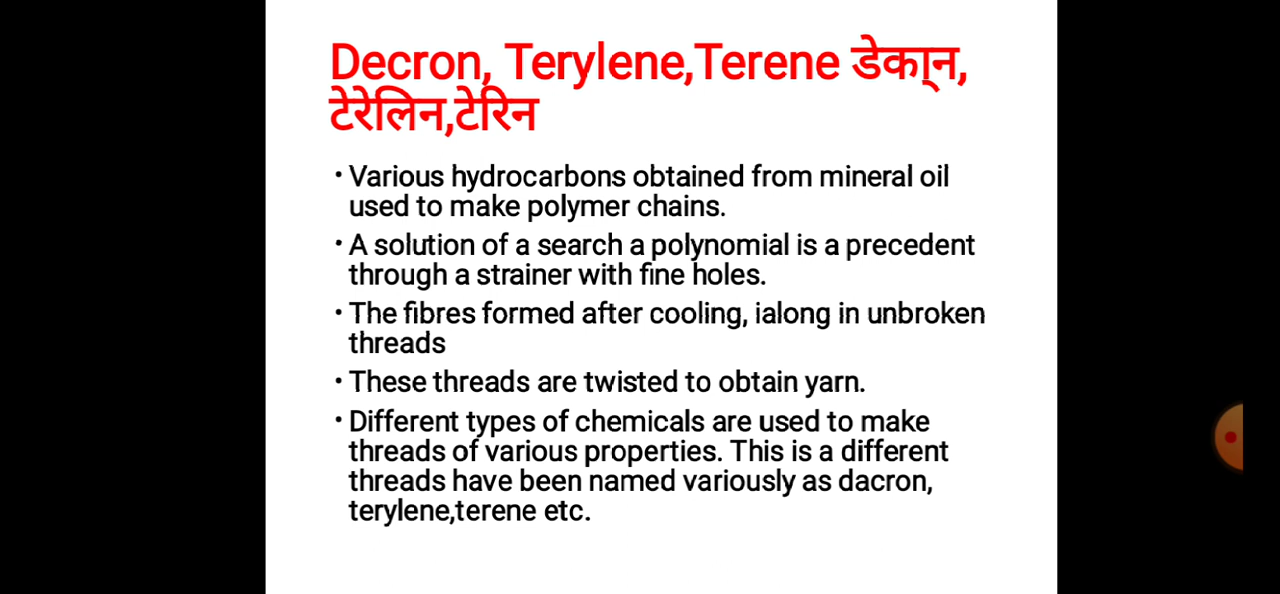 Decron, Terylene,Terene डेका्न,
टेरेलिन,टेरिन
• Various hydrocarbons obtained from mineral oil
used to make polymer chains.
• A solution of a search a polynomial is a precedent
through a strainer with fine holes.
• The fibres formed after cooling, ialong in unbroken
threads
• These threads are twisted to obtain yarn.
• Different types of chemicals are used to make
threads of various properties. This is a different
threads have been named variously as dacron,
terylene,terene etc.